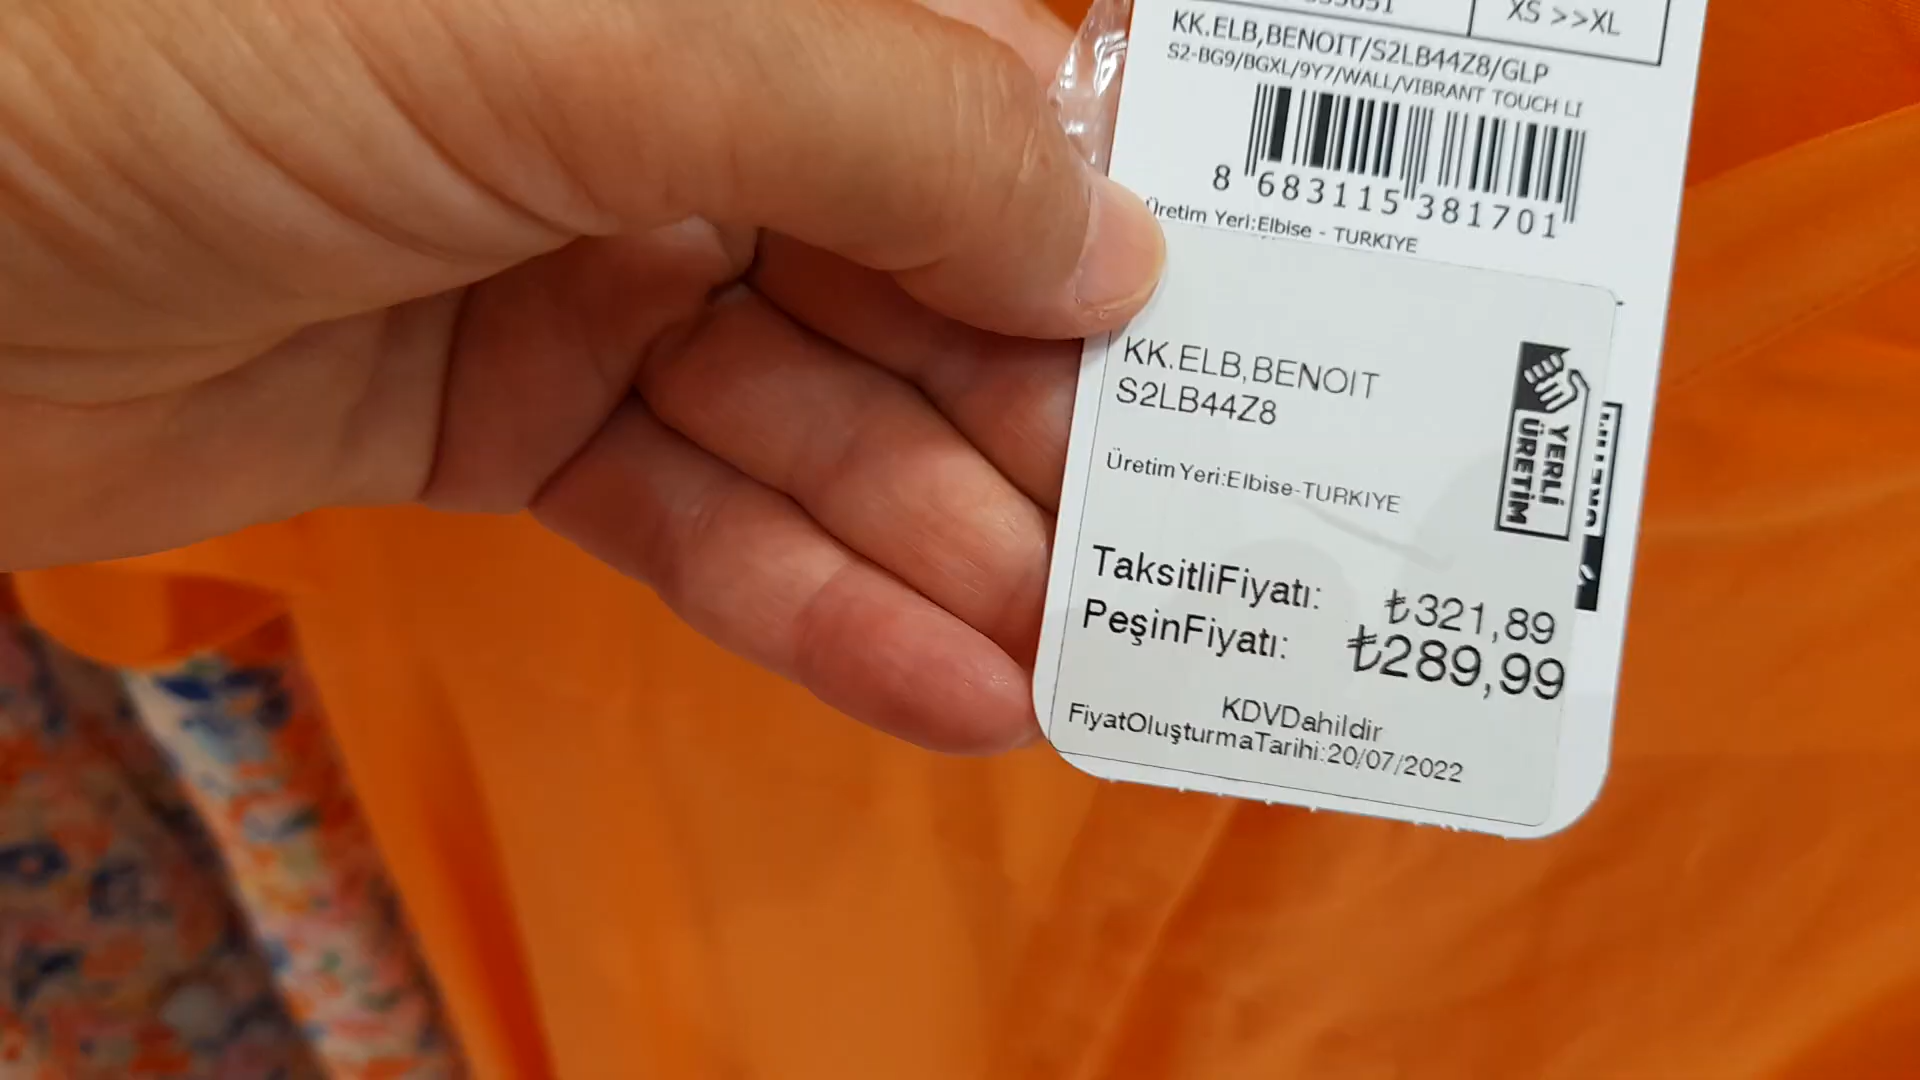 XS >>XL
KK.ELB,BENOIT/S2LB44Z8/GLP
S2-BG9/BGXL/9Y7/WALL/VIBRANT TOUCH LI
8 683115 381701
Üretim Yeri:Elbise - TURKIYE
KK.ELB,BENOIT
S2LB44Z8
YERLİ
ÜRETİM
Üretim Yeri:Elbise-TURKIYE
TaksitliFiyatı: ₺321,89
PeşinFiyatı: ₺289,99
KDVDahildir
FiyatOluşturmaTarihi:20/07/2022